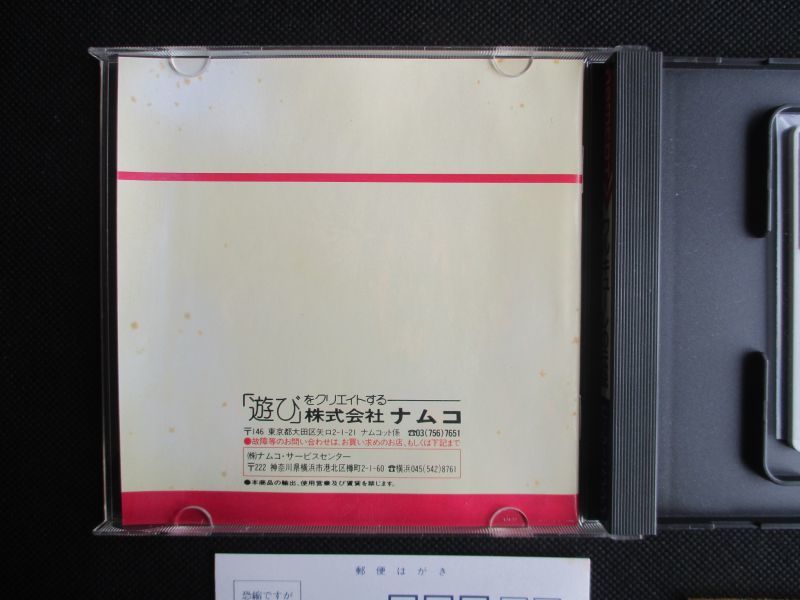 「遊び」をクリエイトする
株式会社 ナムコ
〒146 東京都大田区矢口2-1-21 ナムコット係 ☎03(756)7651
●故障等のお問い合わせは、お買い求めのお店、もしくは下記まで
㈱ナムコ・サービスセンター
〒222 神奈川県横浜市港北区樽町2-1-60 ☎横浜045(542)8761
●本商品の輸出、使用営業及び賃貸を禁じます。
郵便はがき
恐縮ですが